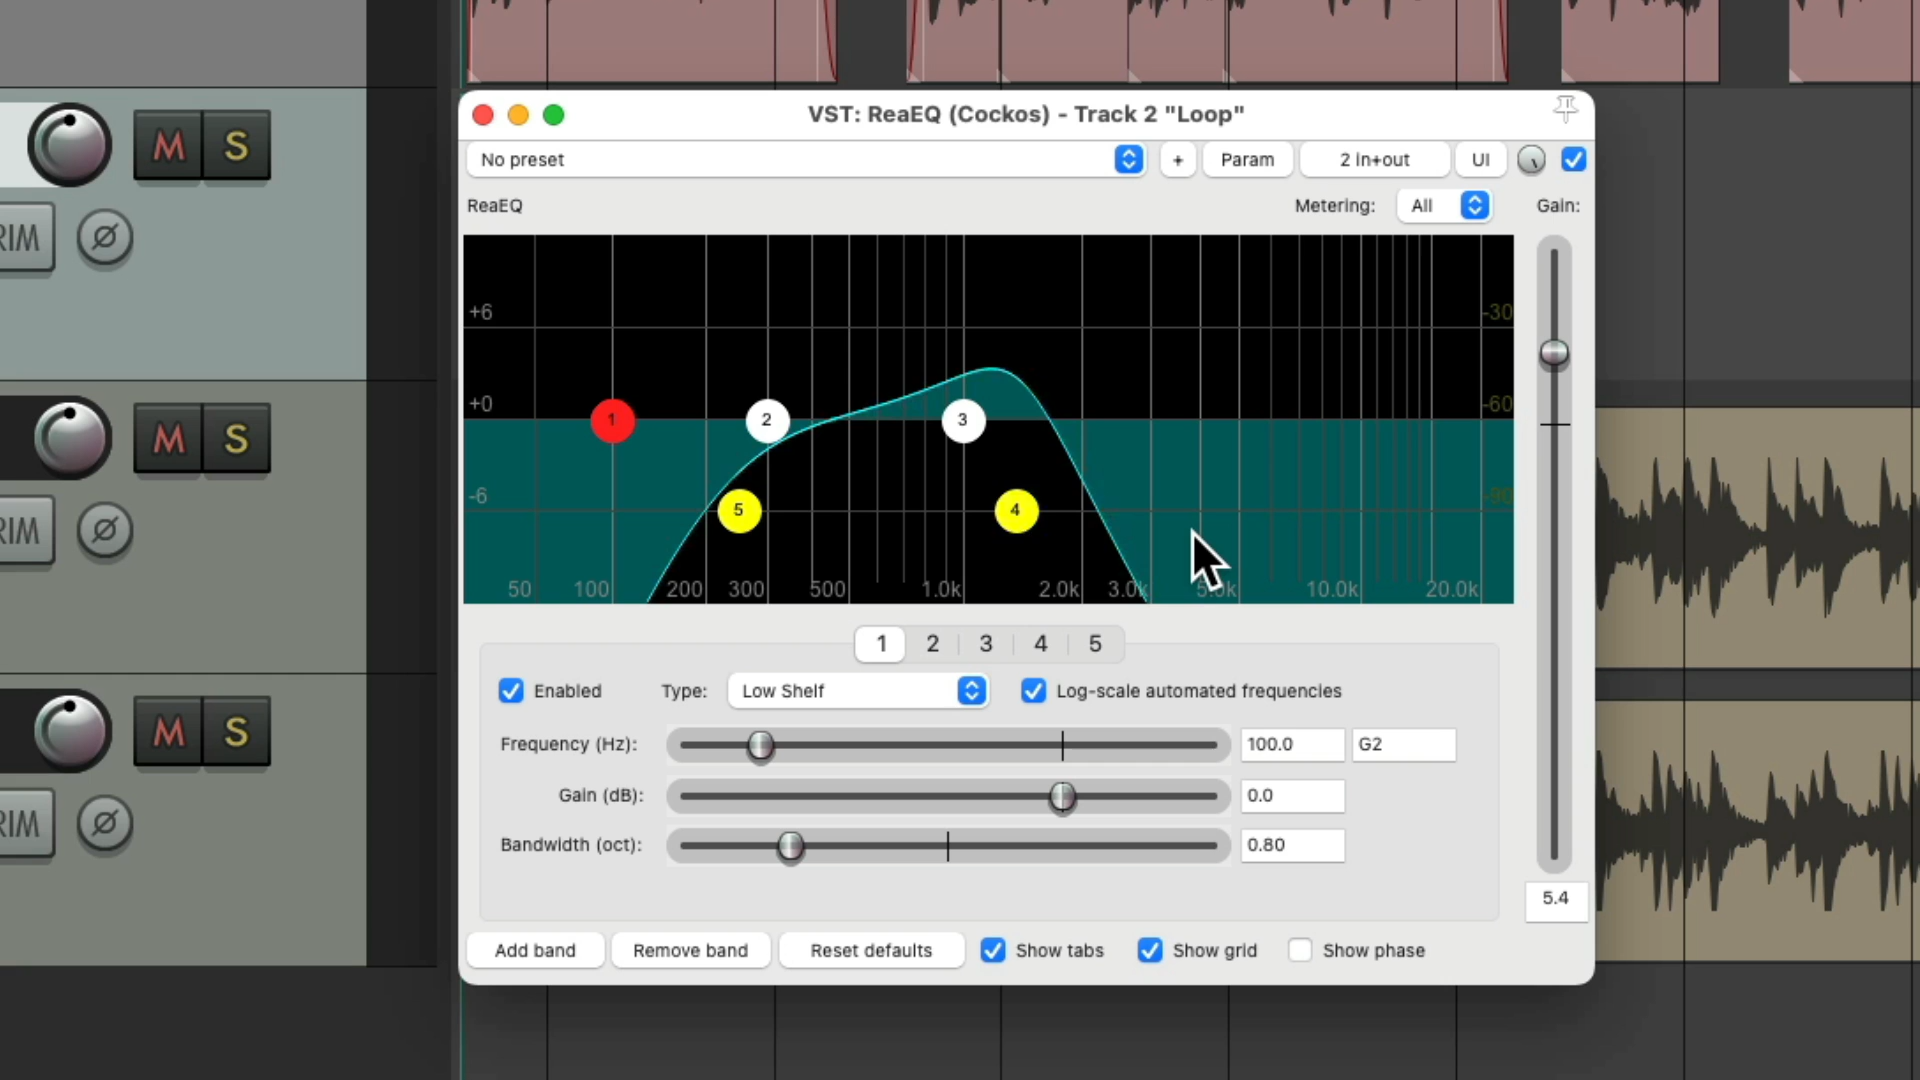 VST: ReaEQ (Cockos) - Track 2 "Loop"
No preset
+
Param
2 in+out
UI
ReaEQ
Metering:
All
Gain:
+6
+0
-6
-30
-60
-90
1
2
3
5
4
50
100
200
300
500
1.0k
2.0k
3.0k
5.0k
10.0k
20.0k
1 2 3 4 5
Enabled
Type:
Low Shelf
Log-scale automated frequencies
Frequency (Hz):
100.0
G2
Gain (dB):
0.0
Bandwidth (oct):
0.80
5.4
Add band
Remove band
Reset defaults
Show tabs
Show grid
Show phase
M S
RIM
Ø
M S
RIM
Ø
M S
RIM
Ø